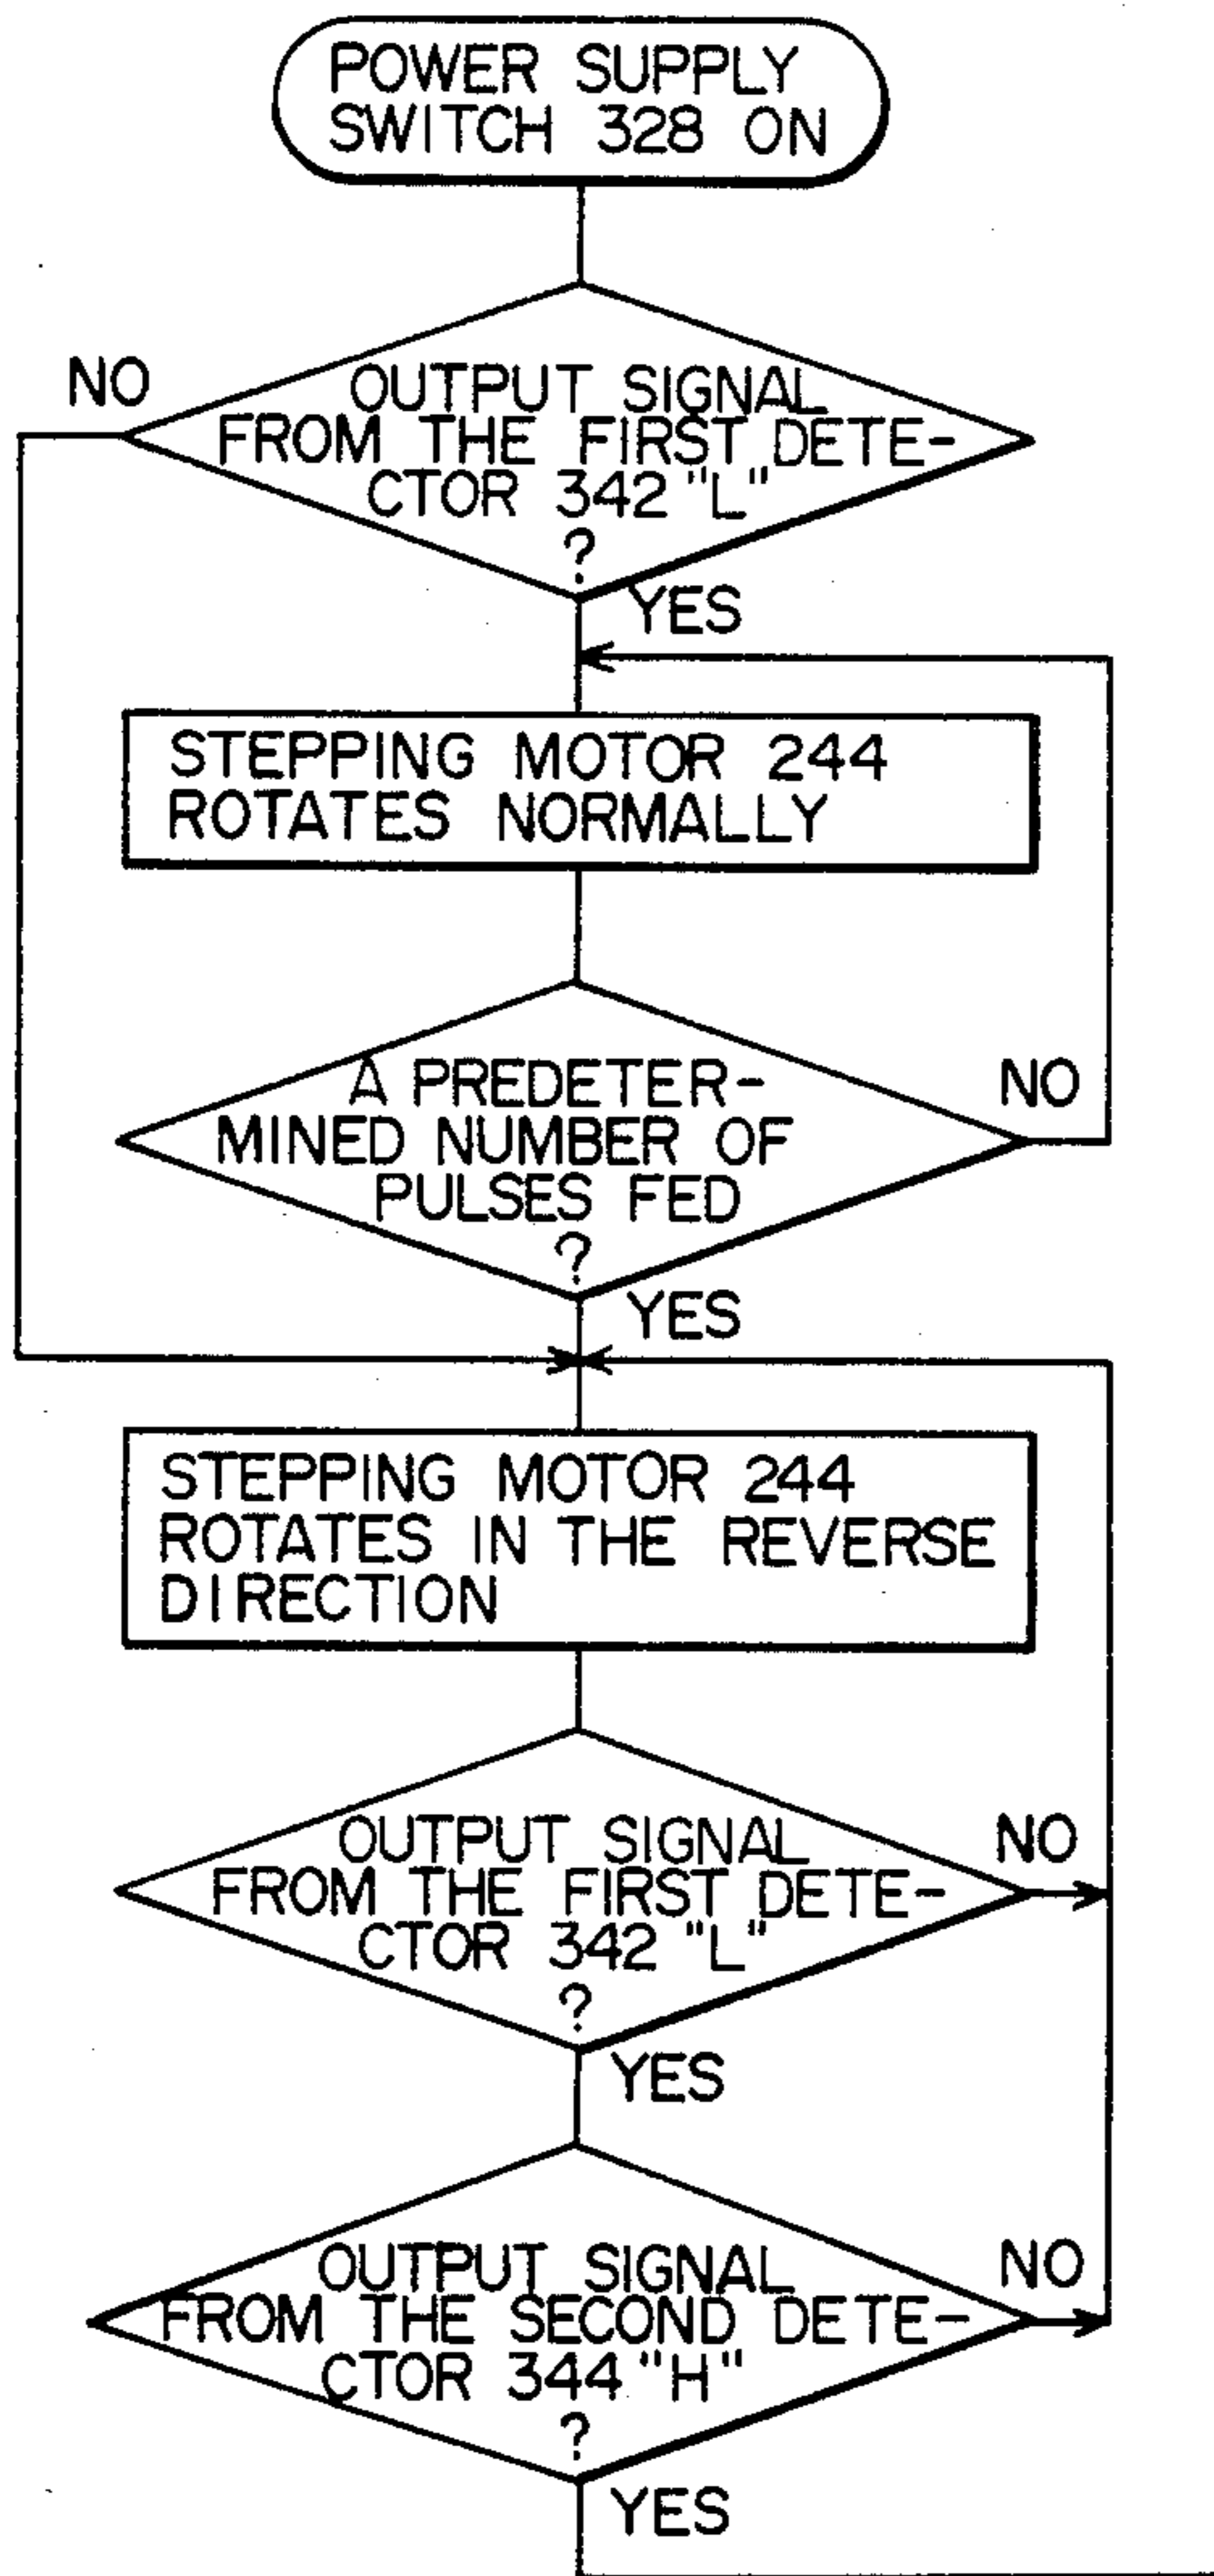 POWER SUPPLY
SWITCH 328 ON
NO
OUTPUT SIGNAL
FROM THE FIRST DETE-
CTOR 342 "L"
?
YES
STEPPING MOTOR 244
ROTATES NORMALLY
A PREDETER-
MINED NUMBER OF
PULSES FED
?
NO
YES
STEPPING MOTOR 244
ROTATES IN THE REVERSE
DIRECTION
OUTPUT SIGNAL
FROM THE FIRST DETE-
CTOR 342 "L"
?
NO
YES
OUTPUT SIGNAL
FROM THE SECOND DETE-
CTOR 344 "H"
?
NO
YES